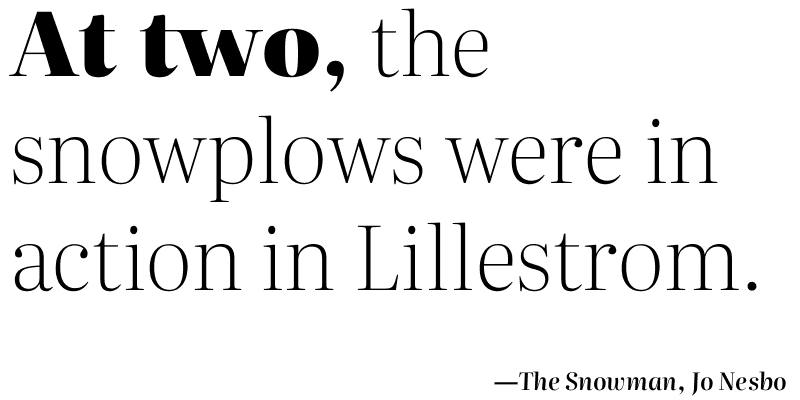 At two, the
snowplows were in
action in Lillestrom.
—The Snowman, Jo Nesbo